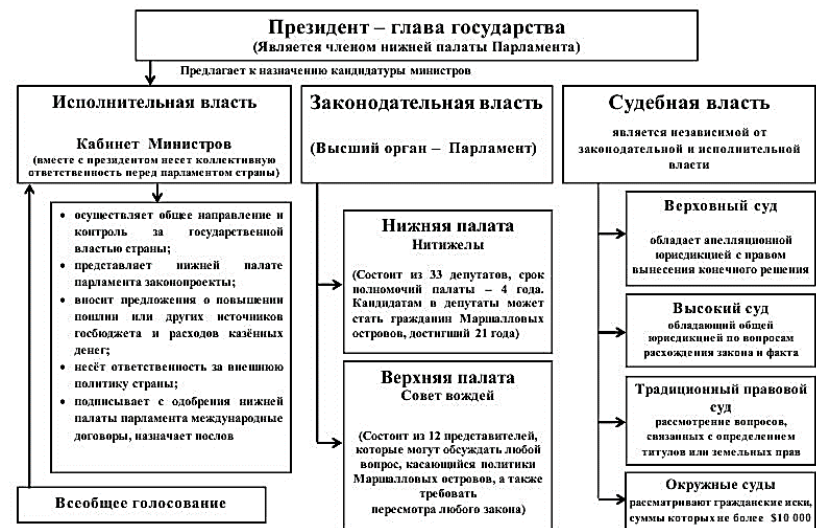 Президент – глава государства
(Является членом нижней палаты Парламента)
Предлагает к назначению кандидатуры министров
Исполнительная власть
Кабинет Министров
(вместе с президентом несет коллективную
ответственность перед парламентом страны)
• осуществляет общее направление и
контроль за государственной
властью страны;
• представляет нижней палате
парламента законопроекты;
• вносит предложения о повышении
пошлин или других источников
госбюджета и расходов казённых
денег;
• несёт ответственность за внешнюю
политику страны;
• подписывает с одобрения нижней
палаты парламента международные
договоры, назначает послов
Всеобщее голосование
Законодательная власть
(Высший орган – Парламент)
Нижняя палата
Нитижелы
(Состоит из 33 депутатов, срок
полномочий палаты – 4 года.
Кандидатам в депутаты может
стать гражданин Маршалловых
островов, достигший 21 года)
Верхняя палата
Совет вождей
(Состоит из 12 представителей,
которые могут обсуждать любой
вопрос, касающийся политики
Маршалловых островов, а также
требовать
пересмотра любого закона)
Судебная власть
является независимой от
законодательной и исполнительной
власти
Верховный суд
обладает апелляционной
юрисдикцией с правом
вынесения конечного решения
Высокий суд
обладающий общей
юрисдикцией по вопросам
расхождения закона и факта
Традиционный правовой
суд
рассмотрение вопросов,
связанных с определением
титулов или земельных прав
Окружные суды
рассматривают гражданские иски,
суммы которых не более $10 000